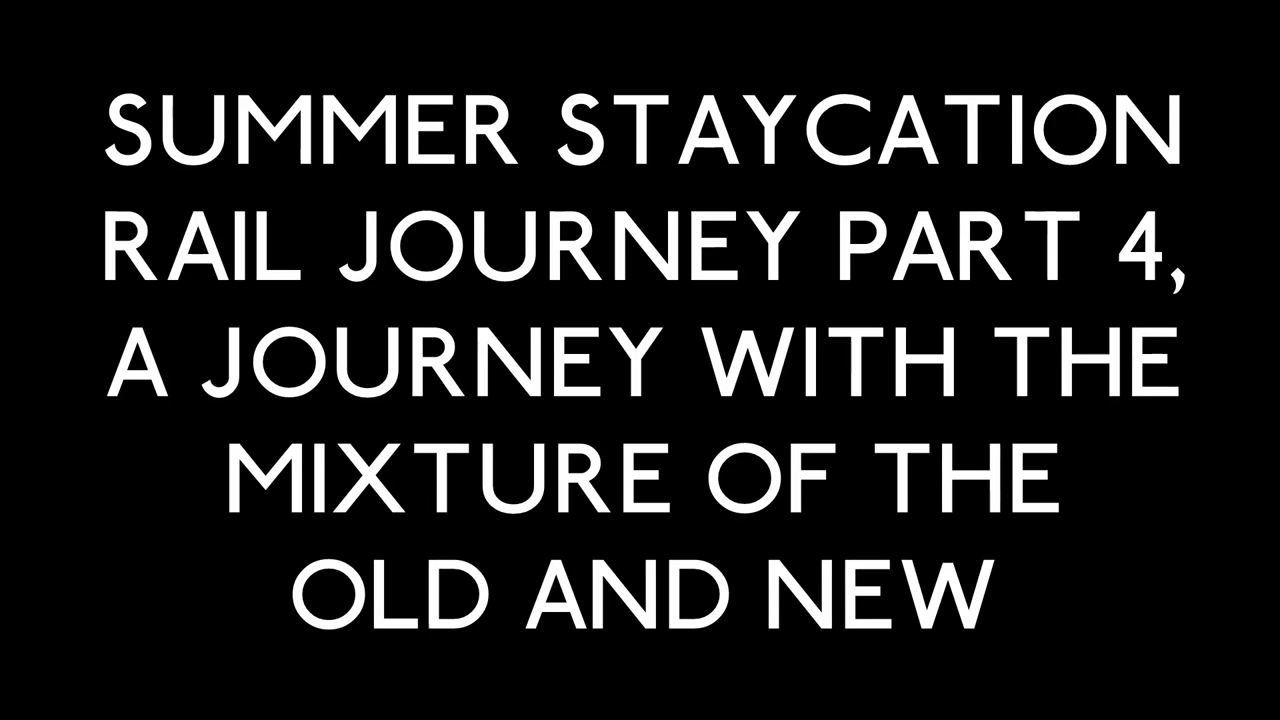 SUMMER STAYCATION
RAIL JOURNEY PART 4,
A JOURNEY WITH THE
MIXTURE OF THE
OLD AND NEW